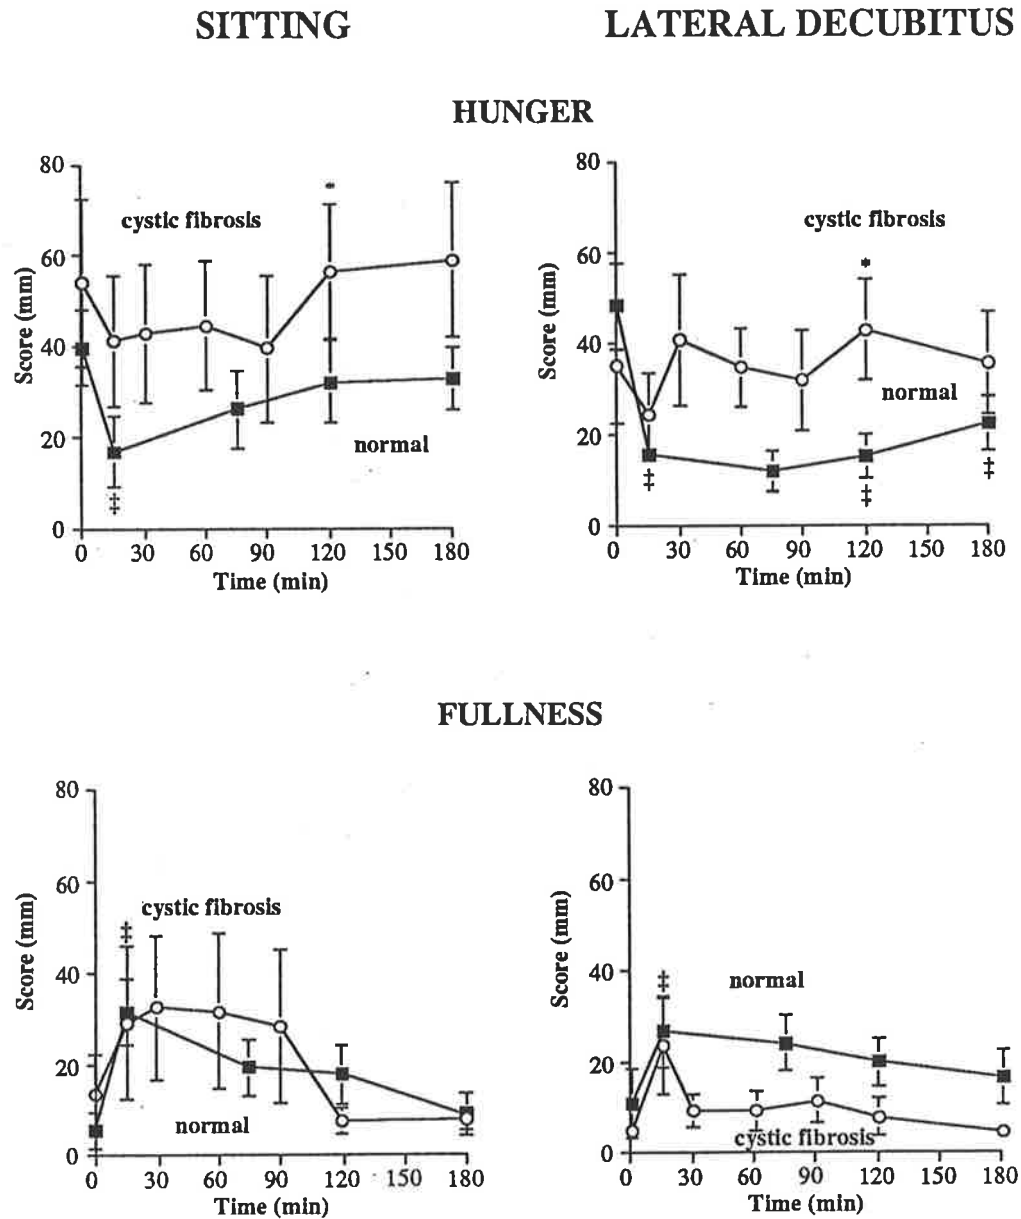 SITTING
LATERAL DECUBITUS
HUNGER
80
60
40
20
0
Score (mm)
cystic fibrosis
*
normal
‡
0 30 60 90 120 150 180
Time (min)
80
60
40
20
0
Score (mm)
cystic fibrosis
*
normal
‡ ‡ ‡
0 30 60 90 120 150 180
Time (min)
FULLNESS
80
60
40
20
0
Score (mm)
cystic fibrosis
‡
normal
0 30 60 90 120 150 180
Time (min)
80
60
40
20
0
Score (mm)
normal
‡
cystic fibrosis
0 30 60 90 120 150 180
Time (min)